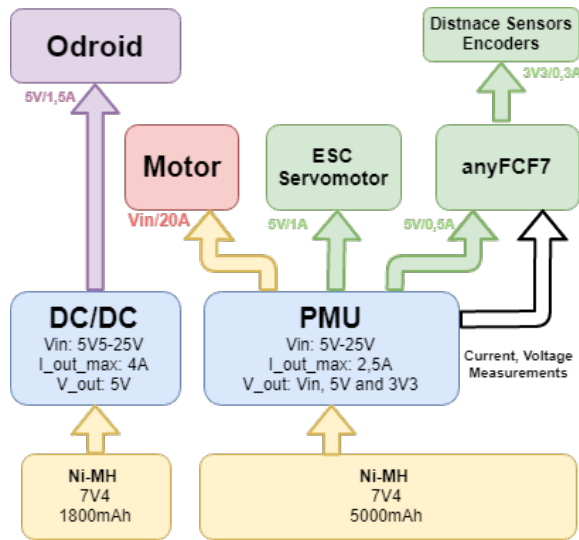 Odroid
Distnace Sensors
Encoders
5V/1,5A
3V3/0,3A
Motor
ESC
Servomotor
anyFCF7
Vin/20A
5V/1A
5V/0,5A
DC/DC
Vin: 5V5-25V
I_out_max: 4A
V_out: 5V
PMU
Vin: 5V-25V
I_out_max: 2,5A
V_out: Vin, 5V and 3V3
Current, Voltage
Measurements
Ni-MH
7V4
1800mAh
Ni-MH
7V4
5000mAh